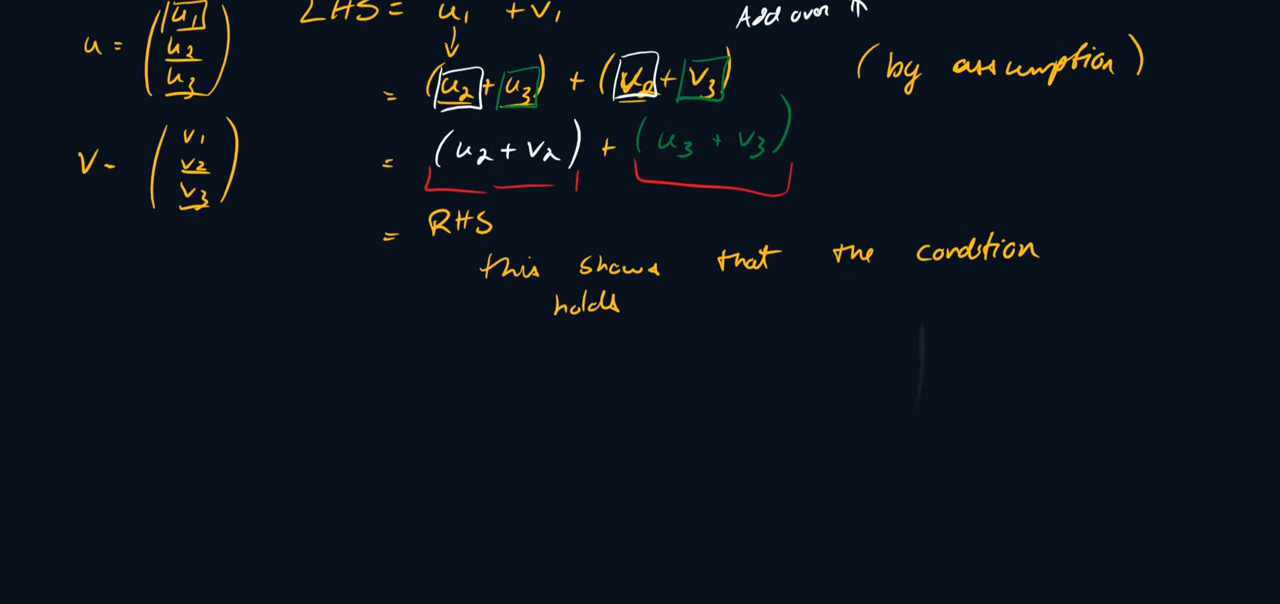 u = (u1 u2 u3) LHS = u1 + v1 Add over ↑
= (u2 + u3) + (v2 + v3) (by assumption)
v - (v1 v2 v3) = (u2 + v2) + (u3 + v3)
= RHS
this shows that the condition
holds